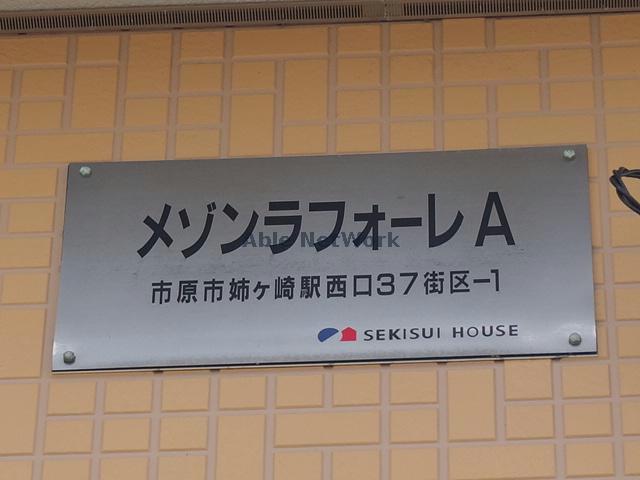 メゾンラフォーレA
Able NetWork
市原市姉ヶ崎駅西口37街区-1
SEKISUI HOUSE